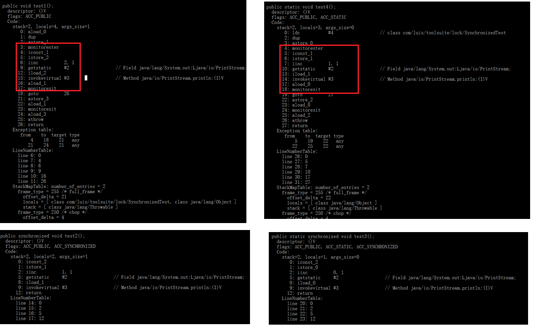 public void test1();
descriptor: ()V
flags: ACC_PUBLIC
Code:
stack=2, locals=4, args_size=1
0: aload_0
1: dup
2: astore_1
3: monitorenter
4: iconst_1
5: istore_2
6: iinc 2, 1
9: getstatic #2 // Field java/lang/System.out:Ljava/io/PrintStream;
12: iload_2
13: invokevirtual #3 // Method java/io/PrintStream.println:(I)V
16: aload_1
17: monitorexit
18: goto 26
21: astore_3
22: aload_1
23: monitorexit
24: aload_3
25: athrow
26: return
Exception table:
from to target type
4 18 21 any
21 24 21 any
LineNumberTable:
line 6: 0
line 7: 4
line 8: 6
line 9: 9
line 10: 16
line 11: 26
StackMapTable: number_of_entries = 2
frame_type = 255 /* full_frame */
offset_delta = 21
locals = [ class com/luix/toolsuite/lock/SynchronizedTest, class java/lang/Object ]
stack = [ class java/lang/Throwable ]
frame_type = 250 /* chop */
offset_delta = 4
public static void test4();
descriptor: ()V
flags: ACC_PUBLIC, ACC_STATIC
Code:
stack=2, locals=3, args_size=0
0: ldc #4 // class com/luix/toolsuite/lock/SynchronizedTest
2: dup
3: astore_0
4: monitorenter
5: iconst_1
6: istore_1
7: iinc 1, 1
10: getstatic #2 // Field java/lang/System.out:Ljava/io/PrintStream;
13: iload_1
14: invokevirtual #3 // Method java/io/PrintStream.println:(I)V
17: aload_0
18: monitorexit
19: goto 27
22: astore_2
23: aload_0
24: monitorexit
25: aload_2
26: athrow
27: return
Exception table:
from to target type
5 19 22 any
22 25 22 any
LineNumberTable:
line 26: 0
line 27: 5
line 28: 7
line 29: 10
line 30: 17
line 31: 27
StackMapTable: number_of_entries = 2
frame_type = 255 /* full_frame */
offset_delta = 22
locals = [ class java/lang/Object ]
stack = [ class java/lang/Throwable ]
frame_type = 250 /* chop */
public synchronized void test2();
descriptor: ()V
flags: ACC_PUBLIC, ACC_SYNCHRONIZED
Code:
stack=2, locals=2, args_size=1
0: iconst_2
1: istore_1
2: iinc 1, 1
5: getstatic #2 // Field java/lang/System.out:Ljava/io/PrintStream;
8: iload_1
9: invokevirtual #3 // Method java/io/PrintStream.println:(I)V
12: return
LineNumberTable:
line 14: 0
line 15: 2
line 16: 5
line 17: 12
public static synchronized void test3();
descriptor: ()V
flags: ACC_PUBLIC, ACC_STATIC, ACC_SYNCHRONIZED
Code:
stack=2, locals=1, args_size=0
0: iconst_2
1: istore_0
2: iinc 0, 1
5: getstatic #2 // Field java/lang/System.out:Ljava/io/PrintStream;
8: iload_0
9: invokevirtual #3 // Method java/io/PrintStream.println:(I)V
12: return
LineNumberTable:
line 20: 0
line 21: 2
line 22: 5
line 23: 12